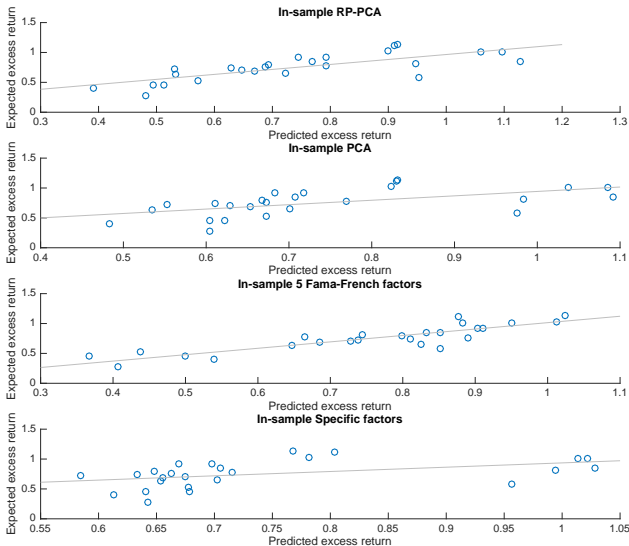 In-sample RP-PCA
Expected excess return
1.5
1
0.5
0
0.3 0.4 0.5 0.6 0.7 0.8 0.9 1 1.1 1.2 1.3
Predicted excess return
In-sample PCA
Expected excess return
1.5
1
0.5
0
0.4 0.5 0.6 0.7 0.8 0.9 1 1.1
Predicted excess return
In-sample 5 Fama-French factors
Expected excess return
1.5
1
0.5
0
0.3 0.4 0.5 0.6 0.7 0.8 0.9 1 1.1
Predicted excess return
In-sample Specific factors
Expected excess return
1.5
1
0.5
0
0.55 0.6 0.65 0.7 0.75 0.8 0.85 0.9 0.95 1 1.05
Predicted excess return